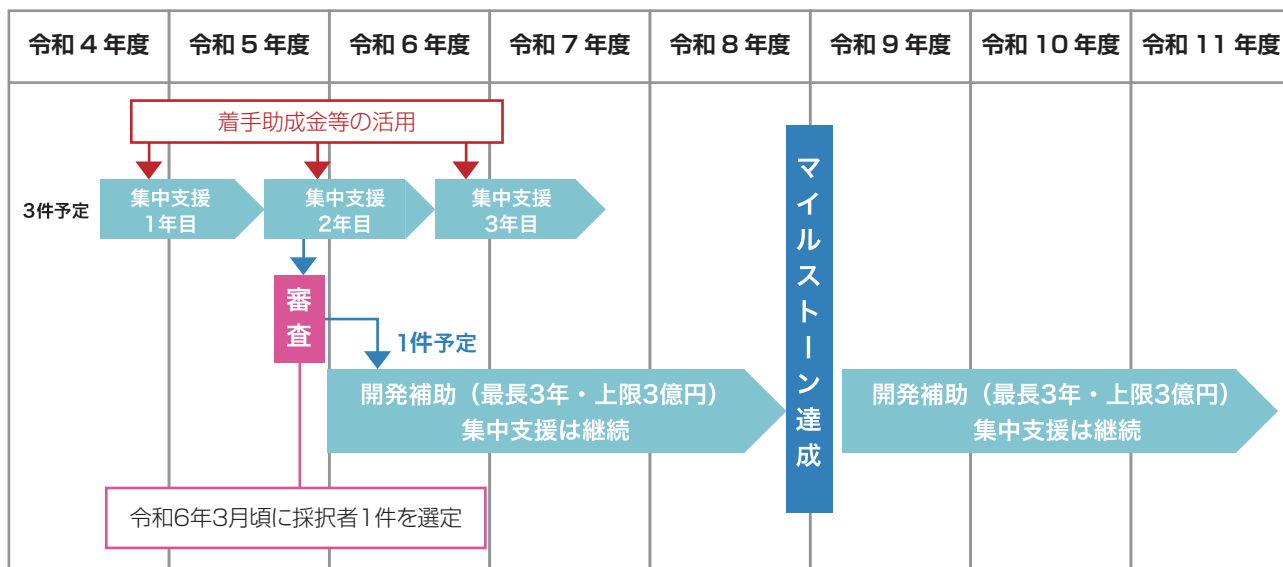 令和4年度 令和5年度 令和6年度 令和7年度 令和8年度 令和9年度 令和10年度 令和11年度
着手助成金等の活用
3件予定
集中支援
1年目
集中支援
2年目
集中支援
3年目
審査
1件予定
開発補助（最長3年・上限3億円）
集中支援は継続
マイルストーン達成
開発補助（最長3年・上限3億円）
集中支援は継続
令和6年3月頃に採択者1件を選定